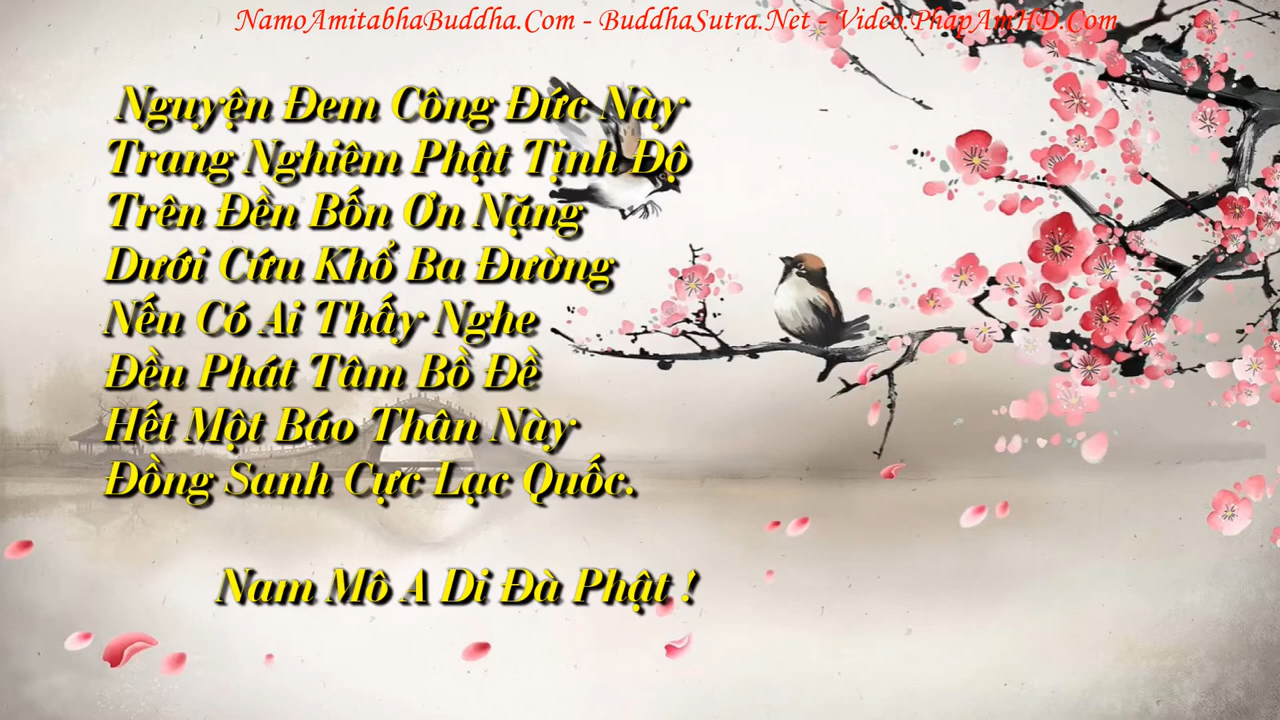 NamoAmitabhaBuddha.Com - BuddhaSutra.Net - Video.PhapAmHD.Com
Nguyện Đem Công Đức Này
Trang Nghiêm Phật Tịnh Độ
Trên Đền Bốn Ơn Nặng
Dưới Cứu Khổ Ba Đường
Nếu Có Ai Thấy Nghe
Đều Phát Tâm Bồ Đề
Hết Một Báo Thân Này
Đồng Sanh Cực Lạc Quốc.
Nam Mô A Di Đà Phật !